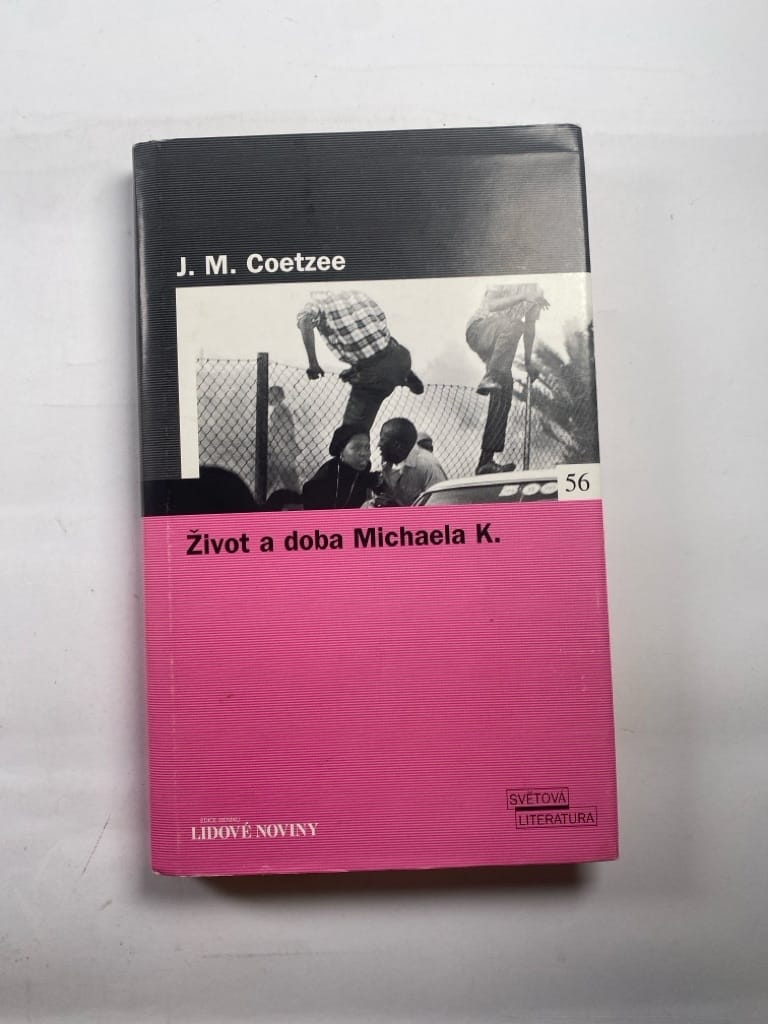 J. M. Coetzee
56
Život a doba Michaela K.
EDICE DENÍKU
LIDOVÉ NOVINY
SVĚTOVÁ
LITERATURA